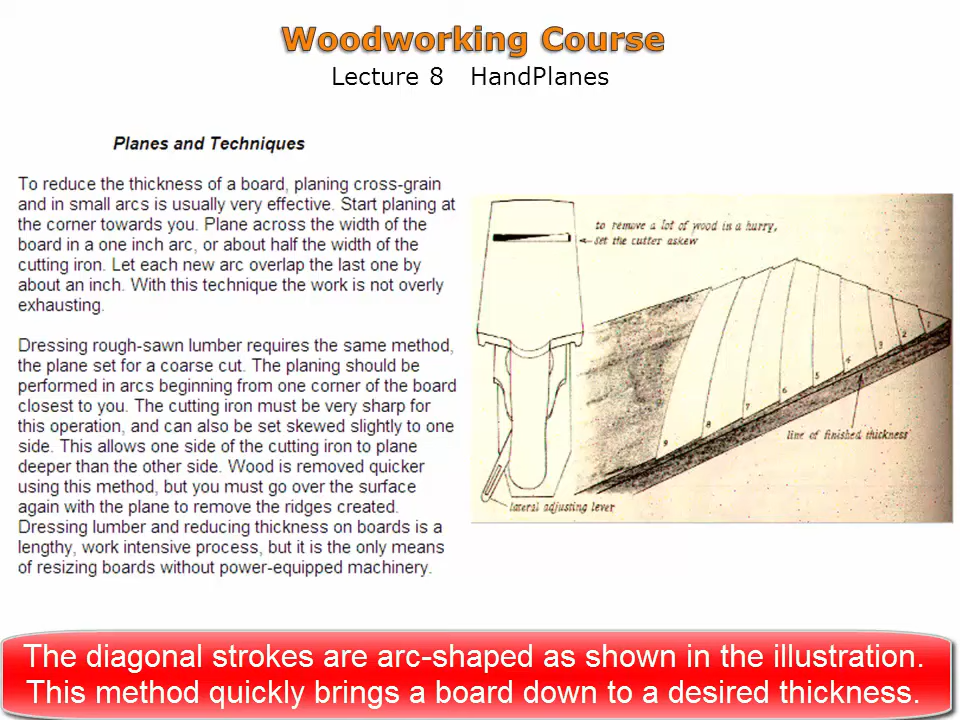 Woodworking Course
Lecture 8 HandPlanes
Planes and Techniques
To reduce the thickness of a board, planing cross-grain
and in small arcs is usually very effective. Start planing at
the corner towards you. Plane across the width of the
board in a one inch arc, or about half the width of the
cutting iron. Let each new arc overlap the last one by
about an inch. With this technique the work is not overly
exhausting.
Dressing rough-sawn lumber requires the same method,
the plane set for a coarse cut. The planing should be
performed in arcs beginning from one corner of the board
closest to you. The cutting iron must be very sharp for
this operation, and can also be set skewed slightly to one
side. This allows one side of the cutting iron to plane
deeper than the other side. Wood is removed quicker
using this method, but you must go over the surface
again with the plane to remove the ridges created.
Dressing lumber and reducing thickness on boards is a
lengthy, work intensive process, but it is the only means
of resizing boards without power-equipped machinery.
to remove a lot of wood in a hurry,
set the cutter askew
1
2
3
4
5
6
7
8
9
line of finished thickness
lateral adjusting lever
The diagonal strokes are arc-shaped as shown in the illustration.
This method quickly brings a board down to a desired thickness.